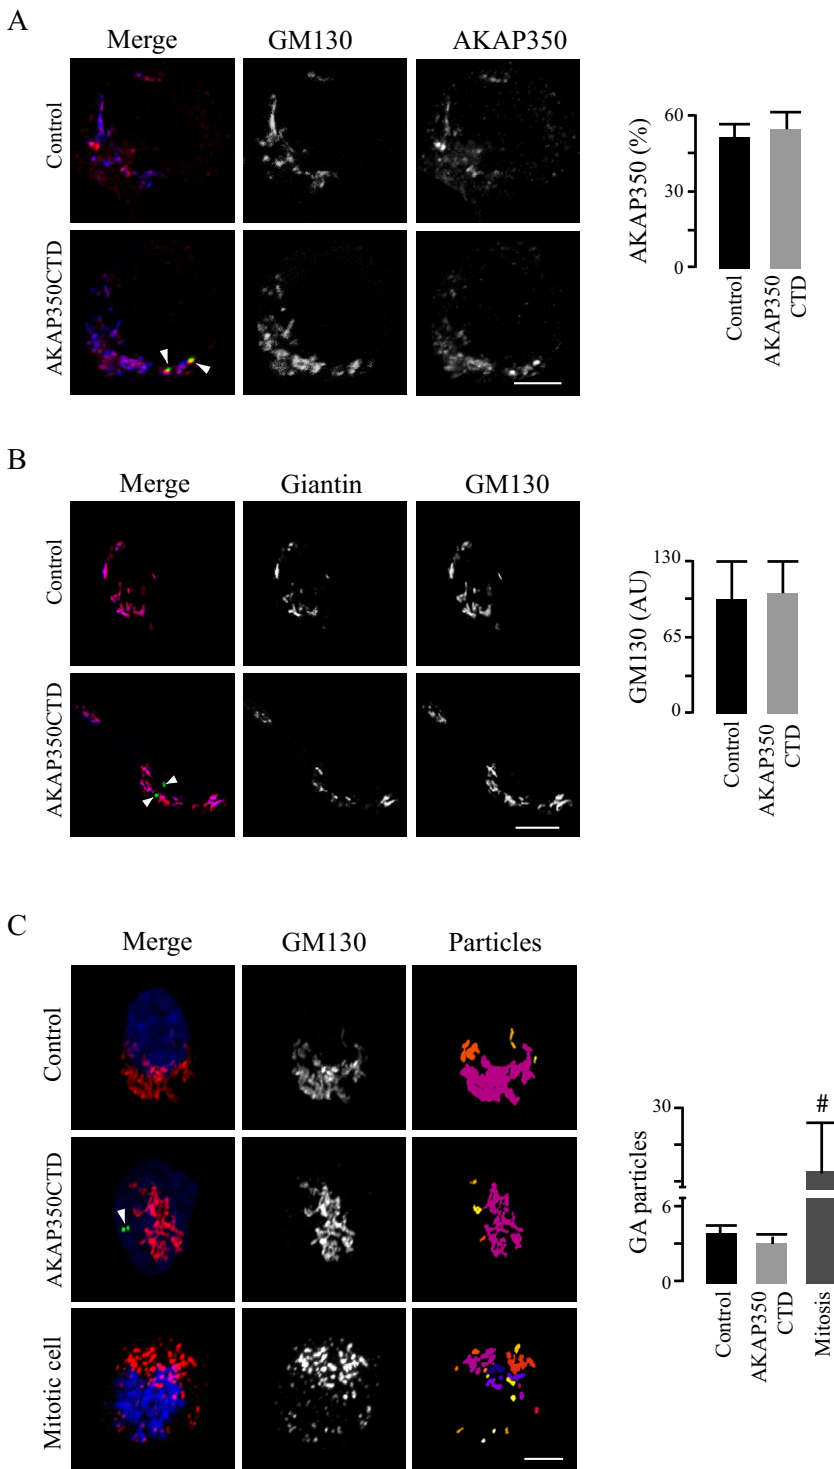 A
Merge GM130 AKAP350
Control
AKAP350CTD
AKAP350 (%)
60
30
0
Control
AKAP350
CTD
B
Merge Giantin GM130
Control
AKAP350CTD
GM130 (AU)
130
65
0
Control
AKAP350
CTD
C
Merge GM130 Particles
Control
AKAP350CTD
Mitotic cell
GA particles
30
6
0
#
Control
AKAP350
CTD
Mitosis